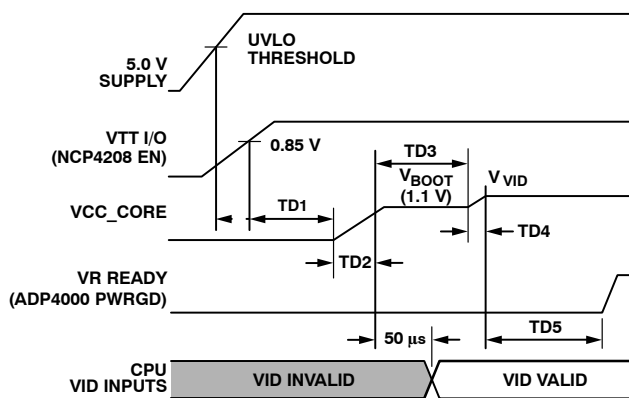 5.0 V
SUPPLY
UVLO
THRESHOLD
VTT I/O
(NCP4208 EN)
0.85 V
TD3
VBOOT
(1.1 V)
V VID
VCC_CORE
TD1
TD4
TD2
VR READY
(ADP4000 PWRGD)
50 µs
TD5
CPU
VID INPUTS
VID INVALID
VID VALID